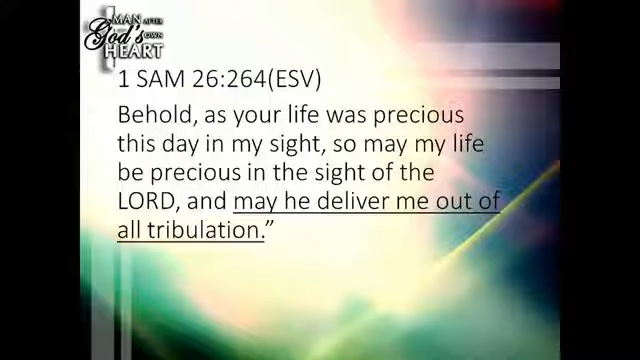 MAN AFTER
God's OWN
HEART
1 SAM 26:264(ESV)
Behold, as your life was precious
this day in my sight, so may my life
be precious in the sight of the
LORD, and may he deliver me out of
all tribulation.”